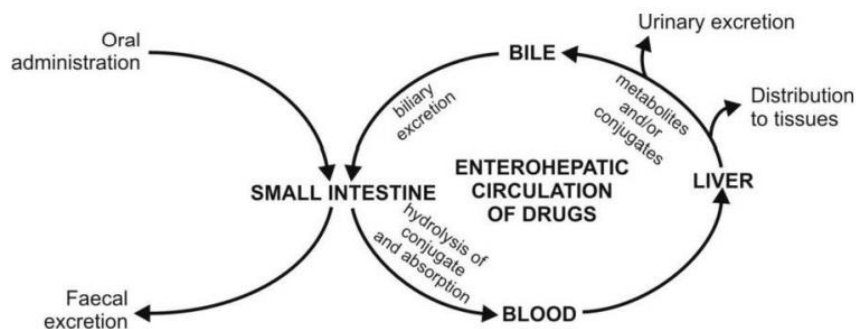 Oral
administration
Urinary excretion
BILE
biliary
excretion
metabolites
and/or
conjugates
Distribution
to tissues
ENTEROHEPATIC
CIRCULATION
OF DRUGS
SMALL INTESTINE
LIVER
hydrolysis of
conjugate
and absorption
Faecal
excretion
BLOOD